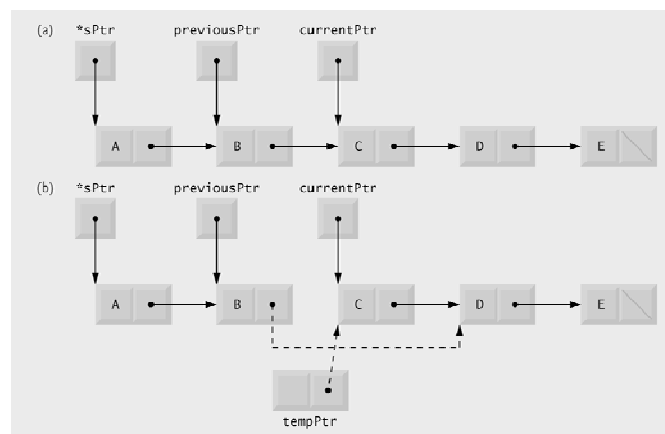 (a) *sPtr previousPtr currentPtr
A B C D E
(b) *sPtr previousPtr currentPtr
A B C D E
tempPtr